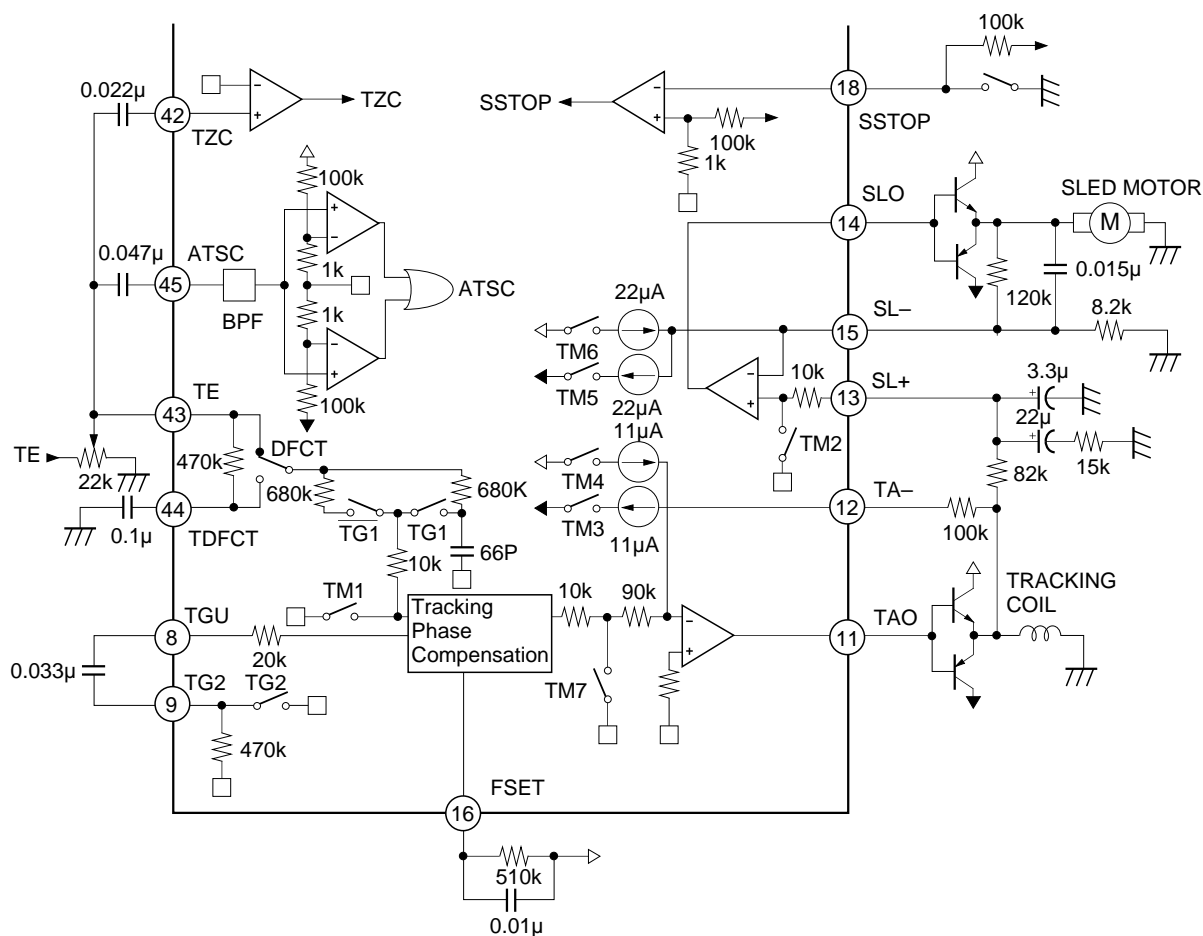 100k
0.022µ
−
+
42
TZC
TZC
SSTOP
−
+
18
SSTOP
100k
1k
100k
+
−
SLO
14
SLED MOTOR
M
0.047µ
ATSC
45
BPF
1k
1k
ATSC
−
+
100k
22µA
TM6
TM5
22µA
120k
0.015µ
SL–
15
8.2k
−
+
10k
SL+
13
TM2
3.3µ
+
22µ
+
15k
82k
TE
43
TE
22k
470k
DFCT
680k
680K
44
TDFCT
0.1µ
TG1
TG1
66P
10k
11µA
TM4
TM3
11µA
TA–
12
100k
TM1
Tracking
Phase
Compensation
10k
90k
−
+
TM7
TAO
11
TRACKING
COIL
TGU
8
20k
0.033µ
TG2
9
TG2
470k
FSET
16
510k
0.01µ